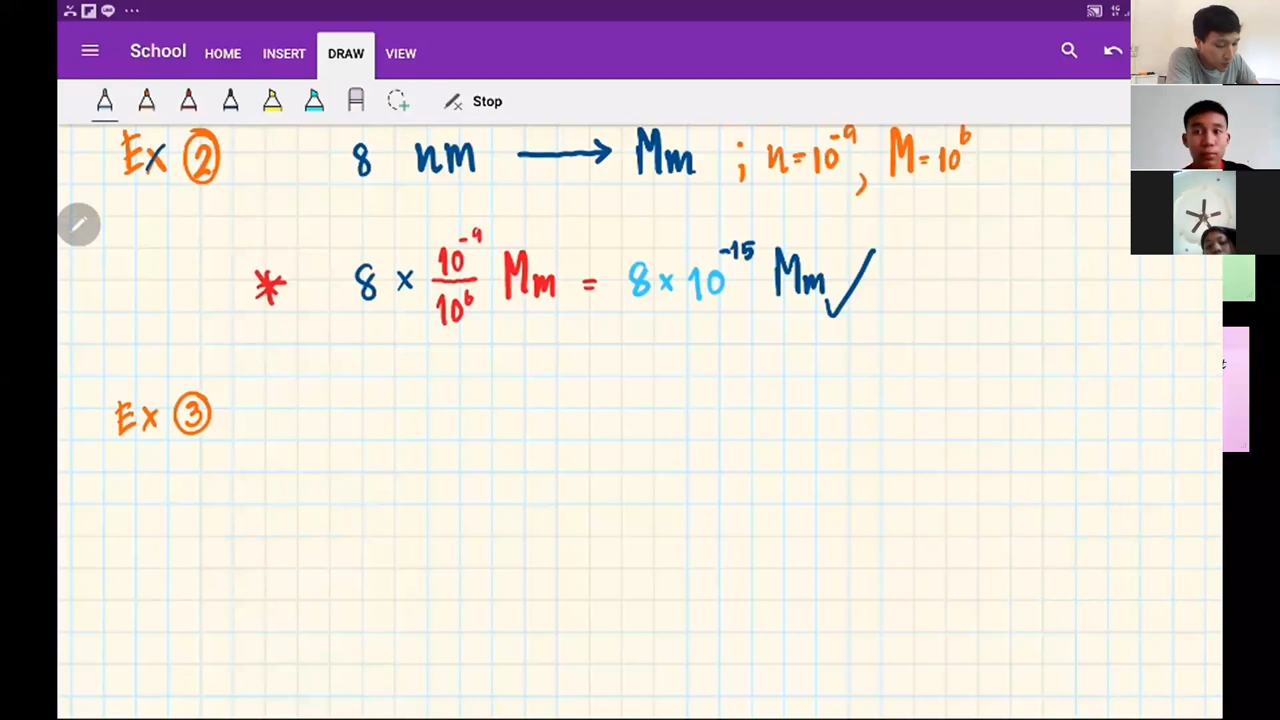 4G
School HOME INSERT DRAW VIEW
Stop
Ex ② 8 nm ⟶ Mm ; n=10⁻⁹, M=10⁶
* 8 × 10⁻⁹/10⁶ Mm = 8 × 10⁻¹⁵ Mm ✓
Ex ③
t